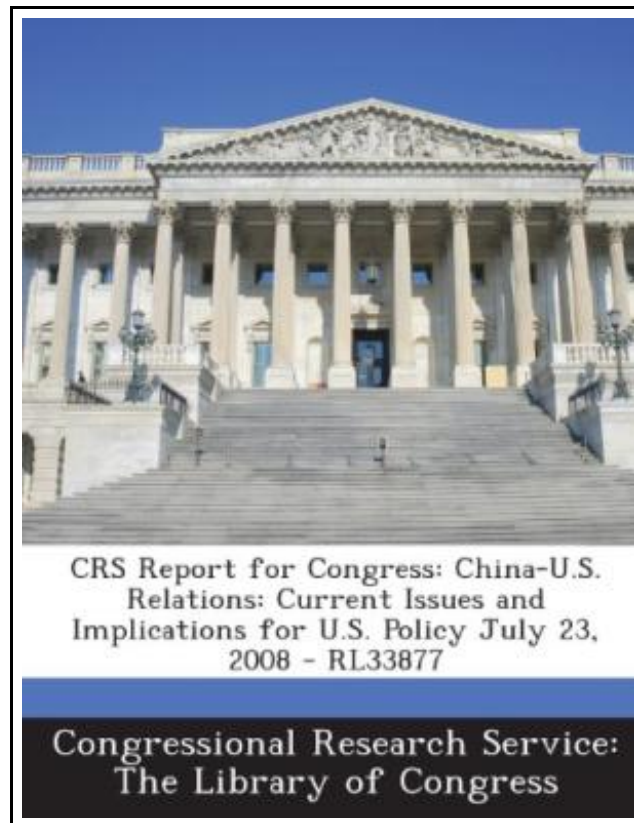 CRS Report for Congress: China-U.S.
Relations: Current Issues and
Implications for U.S. Policy July 23,
2008 - RL33877
Congressional Research Service:
The Library of Congress